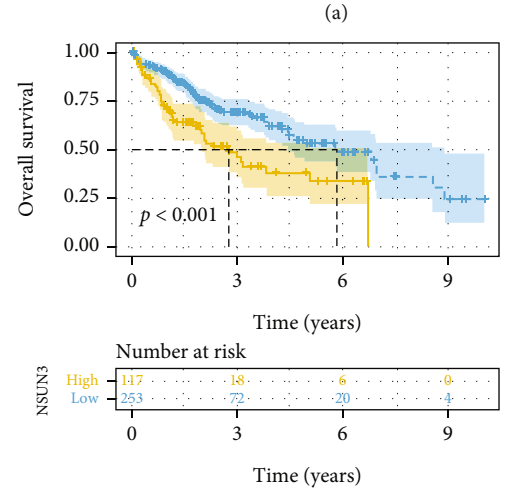 (a)
1.00
0.75
0.50
0.25
0.00
Overall survival
p < 0.001
0 3 6 9
Time (years)
Number at risk
NSUN3
High 117 18 6 0
Low 253 72 20 4
0 3 6 9
Time (years)